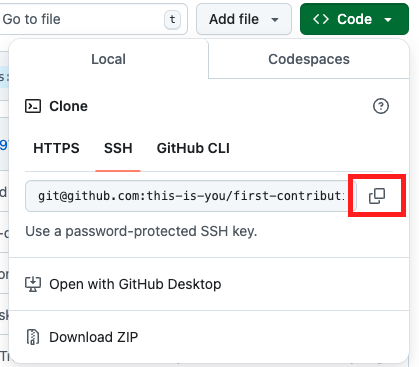 Go to file
t
Add file
Code
Local
Codespaces
Clone
HTTPS
SSH
GitHub CLI
git@github.com:this-is-you/first-contributi
Use a password-protected SSH key.
Open with GitHub Desktop
Download ZIP